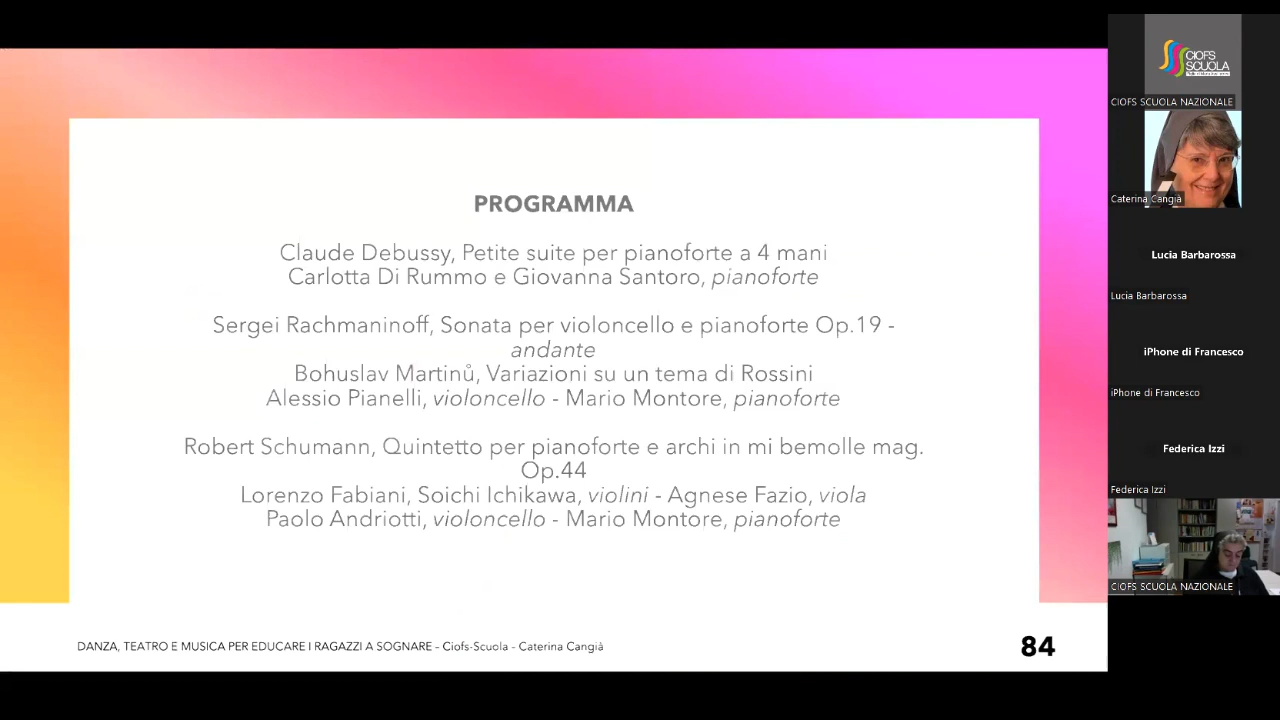 PROGRAMMA
Claude Debussy, Petite suite per pianoforte a 4 mani
Carlotta Di Rummo e Giovanna Santoro, pianoforte
Sergei Rachmaninoff, Sonata per violoncello e pianoforte Op.19 -
andante
Bohuslav Martinů, Variazioni su un tema di Rossini
Alessio Pianelli, violoncello - Mario Montore, pianoforte
Robert Schumann, Quintetto per pianoforte e archi in mi bemolle mag.
Op.44
Lorenzo Fabiani, Soichi Ichikawa, violini - Agnese Fazio, viola
Paolo Andriotti, violoncello - Mario Montore, pianoforte
DANZA, TEATRO E MUSICA PER EDUCARE I RAGAZZI A SOGNARE - Ciofs-Scuola - Caterina Cangià
84
CIOFS
SCUOLA
CIOFS SCUOLA NAZIONALE
Caterina Cangià
Lucia Barbarossa
Lucia Barbarossa
iPhone di Francesco
iPhone di Francesco
Federica Izzi
Federica Izzi
CIOFS SCUOLA NAZIONALE